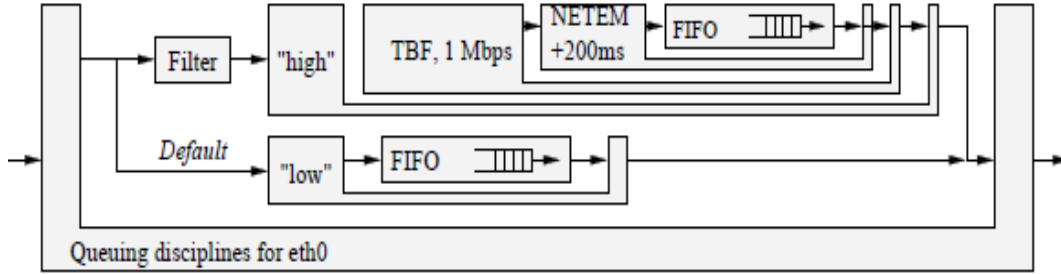 NETEM
+200ms
FIFO
TBF, 1 Mbps
Filter
"high"
Default
"low"
FIFO
Queuing disciplines for eth0